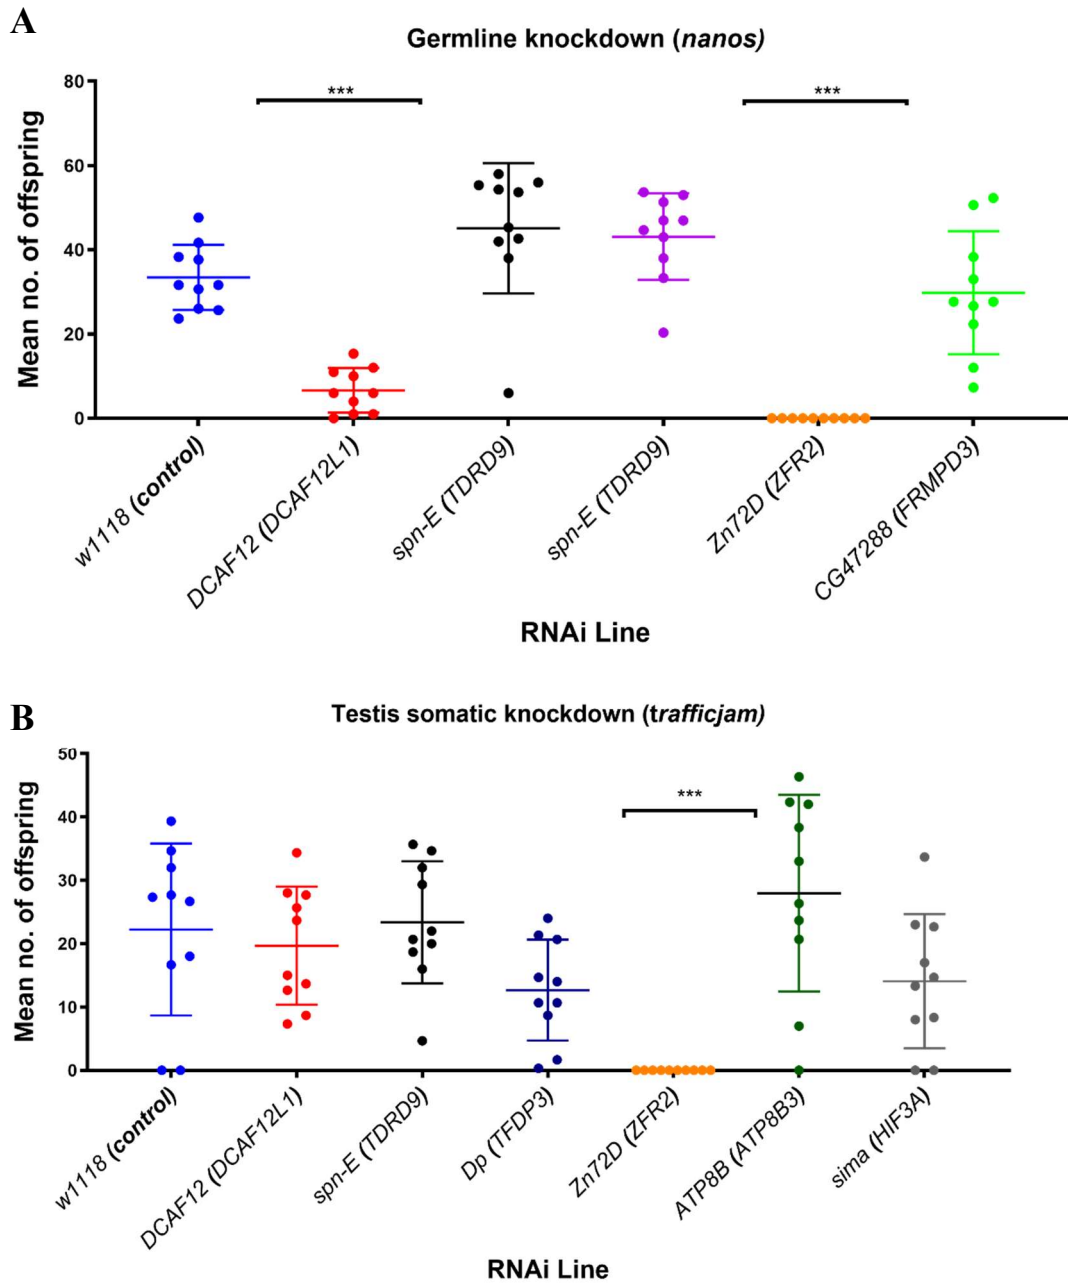 A
Germline knockdown (nanos)
Mean no. of offspring
80
60
40
20
0
***
***
w1118 (control)
DCAF12 (DCAF12L1)
spn-E (TDRD9)
spn-E (TDRD9)
Zn72D (ZFR2)
CG47288 (FRMPD3)
RNAi Line
B
Testis somatic knockdown (trafficjam)
Mean no. of offspring
50
40
30
20
10
0
***
w1118 (control)
DCAF12 (DCAF12L1)
spn-E (TDRD9)
Dp (TFDP3)
Zn72D (ZFR2)
ATP8B (ATP8B3)
sima (HIF3A)
RNAi Line